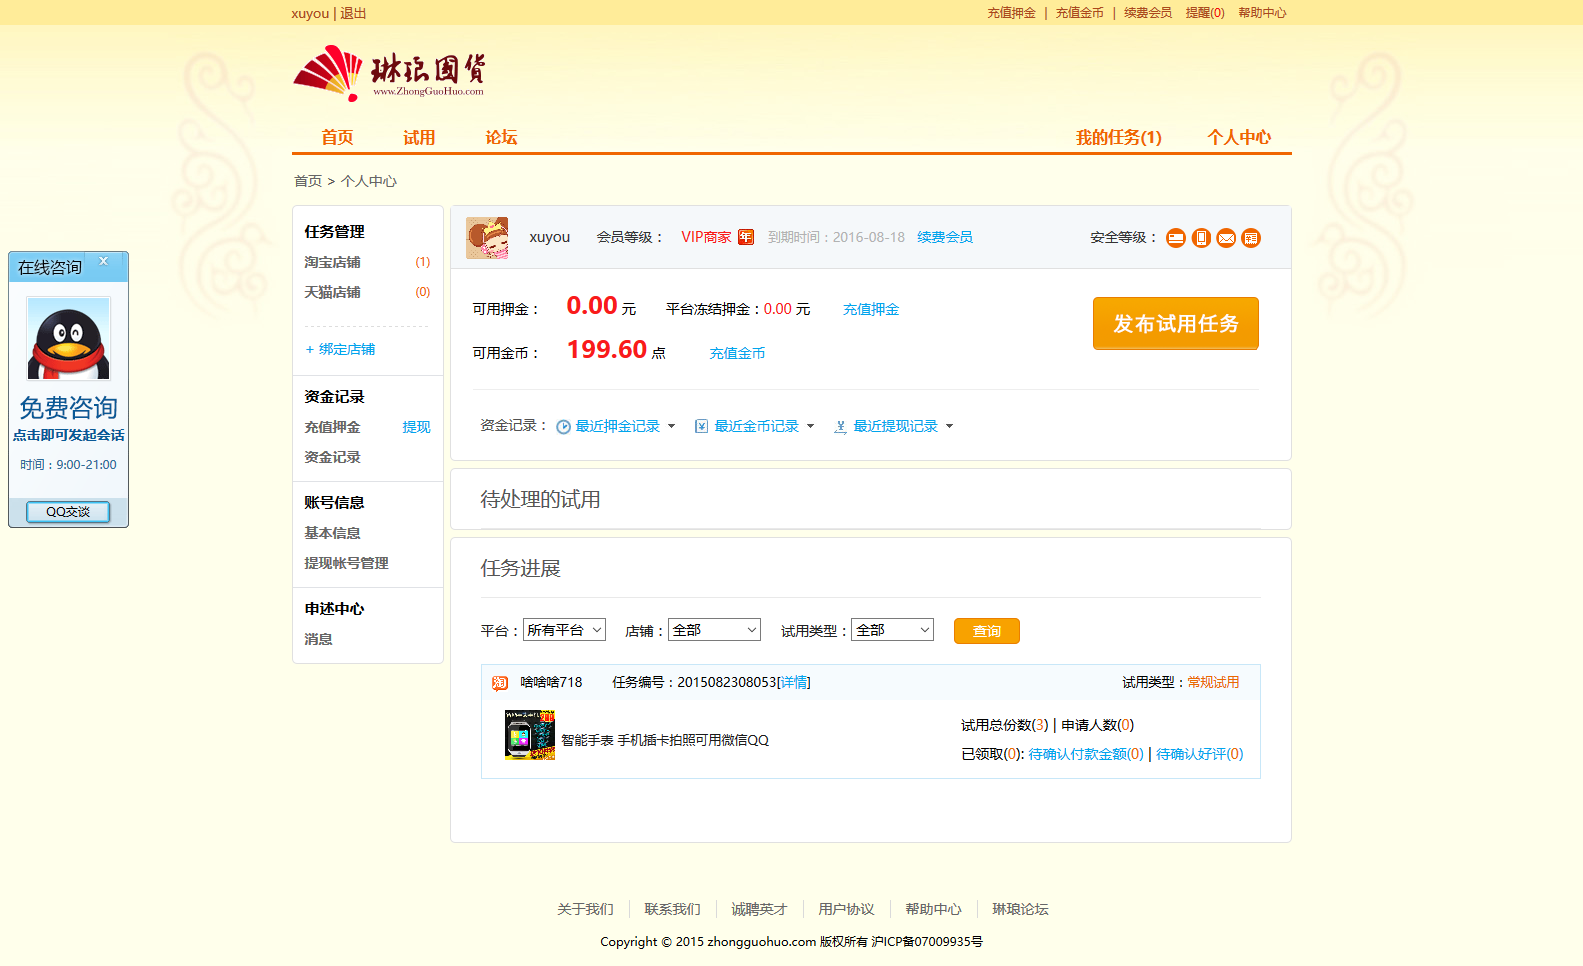 xuyou | 退出
充值押金 | 充值金币 | 续费会员 提醒(0) 帮助中心
琳琅国货
www.ZhongGuoHuo.com
首页 试用 论坛 我的任务(1) 个人中心
首页 > 个人中心
任务管理
淘宝店铺 (1)
天猫店铺 (0)
+ 绑定店铺
资金记录
充值押金 提现
资金记录
账号信息
基本信息
提现帐号管理
申述中心
消息
xuyou 会员等级： VIP商家 年 到期时间：2016-08-18 续费会员 安全等级：
可用押金： 0.00 元 平台冻结押金：0.00 元 充值押金
可用金币： 199.60 点 充值金币
发布试用任务
资金记录： 最近押金记录 最近金币记录 最近提现记录
待处理的试用
任务进展
平台：所有平台 店铺：全部 试用类型：全部 查询
淘 啥啥啥718 任务编号：2015082308053[详情] 试用类型：常规试用
智能手表 手机插卡拍照可用微信QQ
试用总份数(3) | 申请人数(0)
已领取(0): 待确认付款金额(0) | 待确认好评(0)
在线咨询 x
免费咨询
点击即可发起会话
时间：9:00-21:00
QQ交谈
关于我们 联系我们 诚聘英才 用户协议 帮助中心 琳琅论坛
Copyright © 2015 zhongguohuo.com 版权所有 沪ICP备07009935号